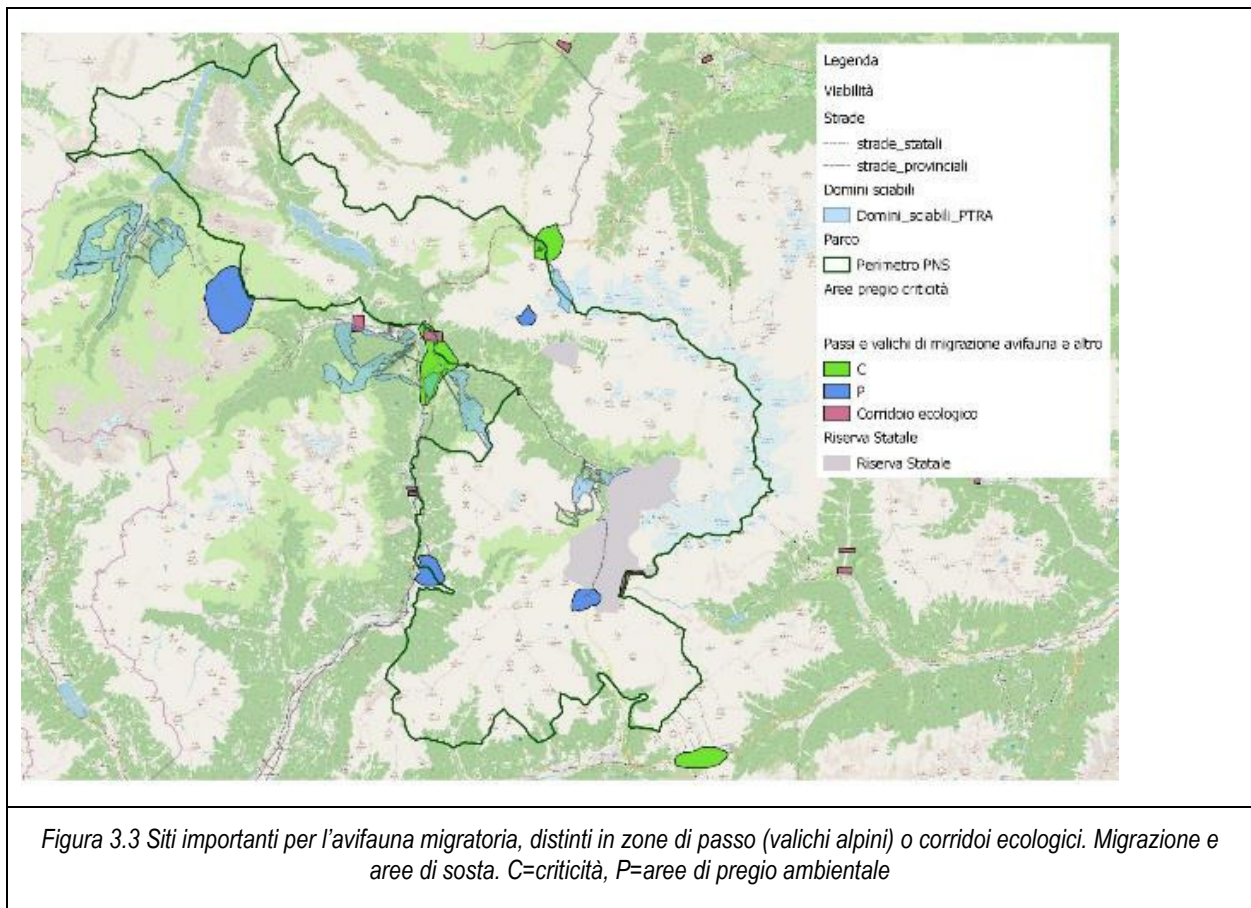 Legenda
Viabilità
Strade
strade_statali
strade_provinciali
Domini sciabili
Domini_sciabili_PTRA
Parco
Perimetro PNS
Aree pregio criticità
Passi e valichi di migrazione avifauna e altro
C
P
Corridoio ecologico
Riserva Statale
Riserva Statale
Figura 3.3 Siti importanti per l'avifauna migratoria, distinti in zone di passo (valichi alpini) o corridoi ecologici. Migrazione e
aree di sosta. C=criticità, P=aree di pregio ambientale